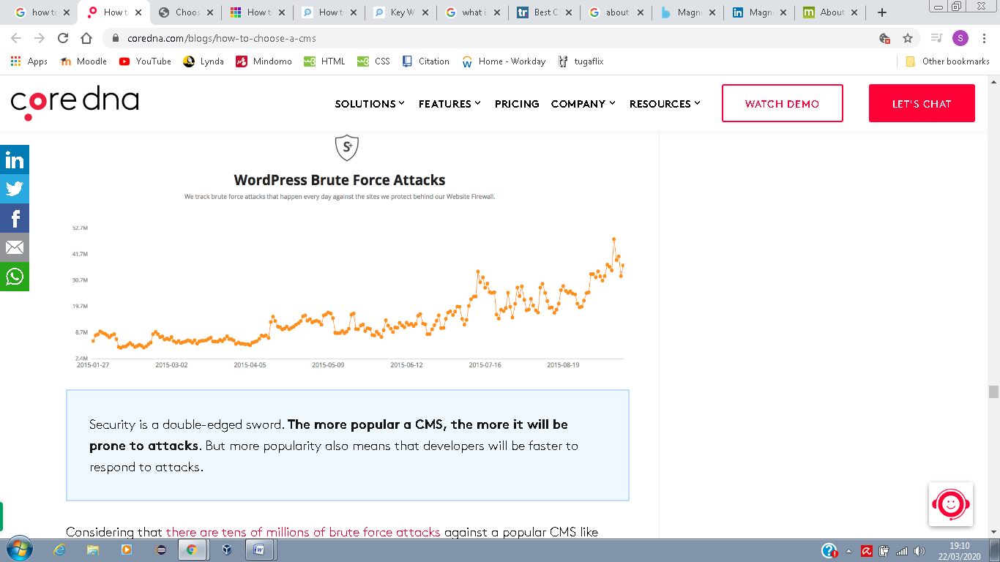 how to
How t
Choos
How t
How c
Key W
what i
Best
about
Magn
Magn
About
coredna.com/blogs/how-to-choose-a-cms
S
Apps
Moodle
YouTube
Lynda
Mindomo
HTML
CSS
Citation
Home - Workday
tugaflix
Other bookmarks
core dna
SOLUTIONS
FEATURES
PRICING
COMPANY
RESOURCES
WATCH DEMO
LET'S CHAT
S+
WordPress Brute Force Attacks
We track brute force attacks that happen every day against the sites we protect behind our Website Firewall.
52.7M
41.7M
30.7M
19.7M
8.7M
2.4M
2015-01-27
2015-03-02
2015-04-05
2015-05-09
2015-06-12
2015-07-16
2015-08-19
Security is a double-edged sword. The more popular a CMS, the more it will be
prone to attacks. But more popularity also means that developers will be faster to
respond to attacks.
Considering that there are tens of millions of brute force attacks against a popular CMS like
19:10
22/03/2020